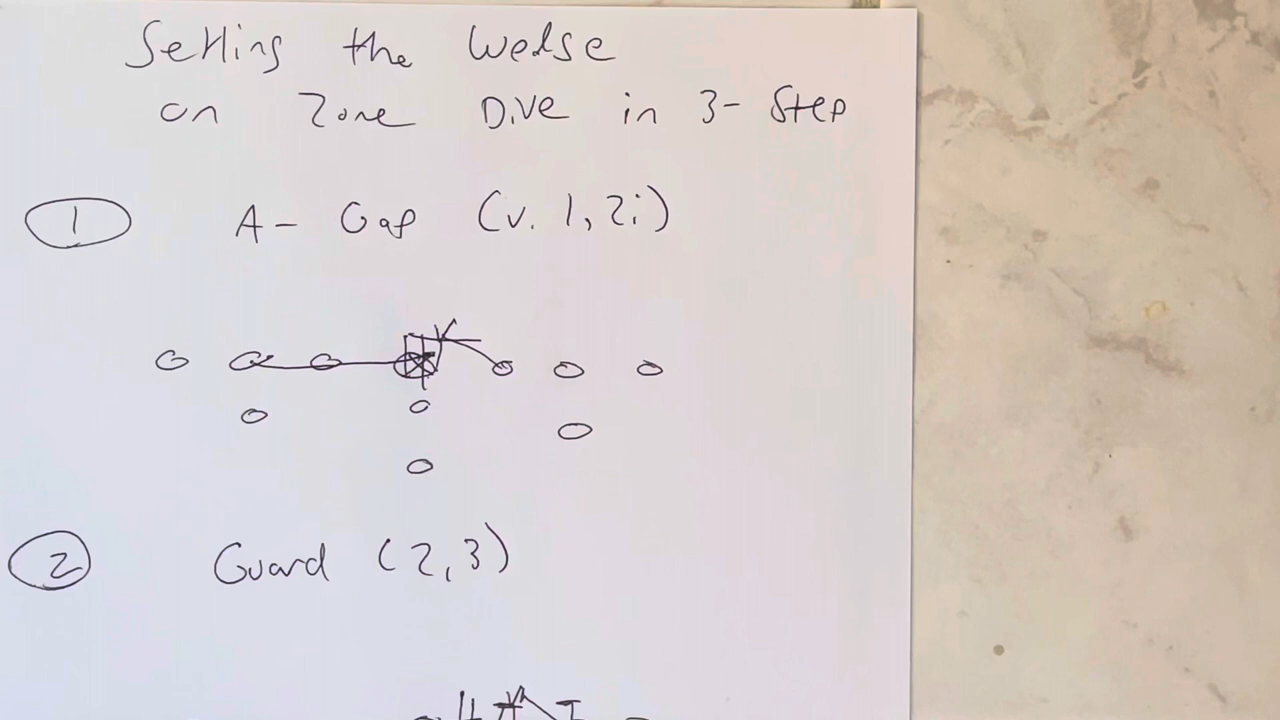 Setting the Wedge
on Zone Dive in 3-Step
1 A-Gap (v. 1, 2i)
2 Guard (2, 3)